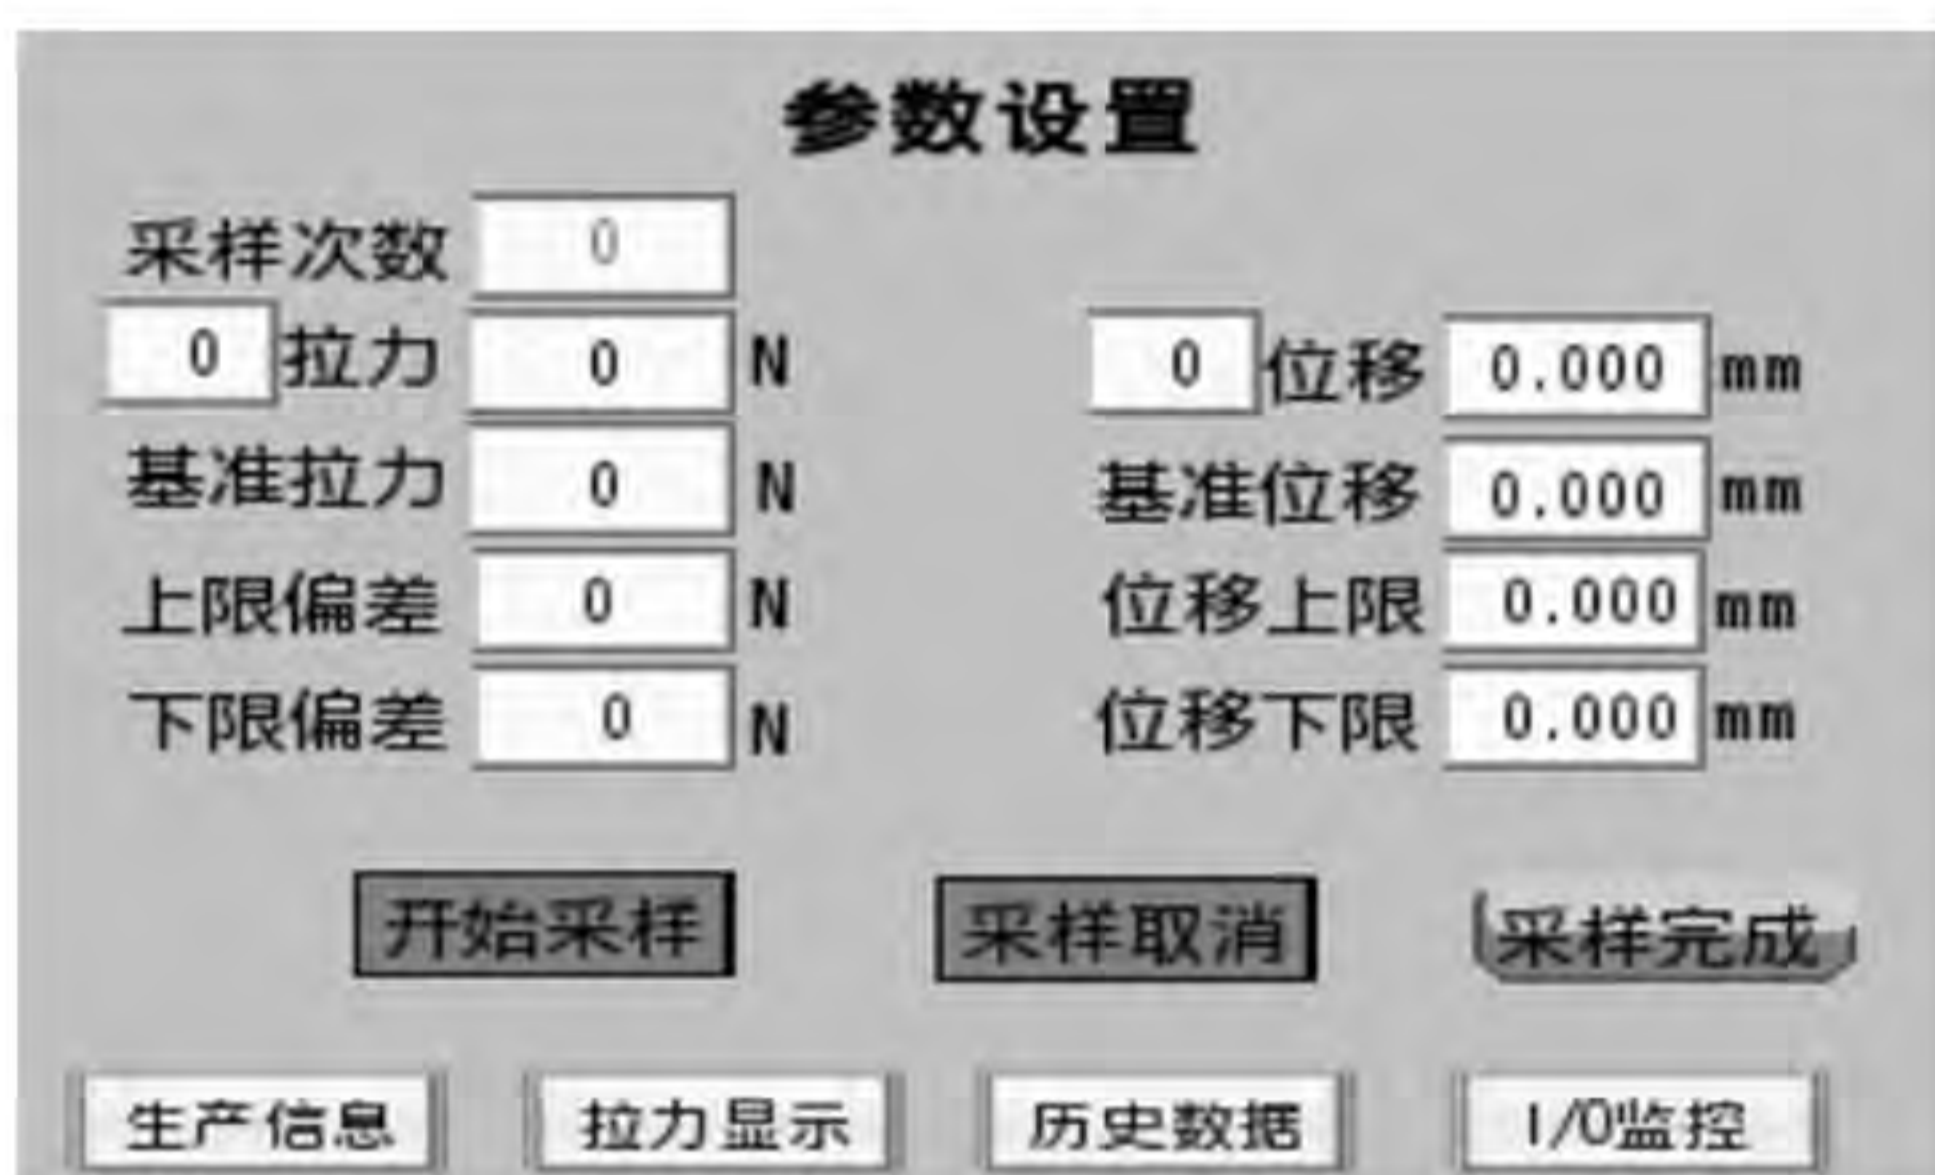 参数设置
采样次数 0
0 拉力 0 N 0 位移 0.000 mm
基准拉力 0 N 基准位移 0.000 mm
上限偏差 0 N 位移上限 0.000 mm
下限偏差 0 N 位移下限 0.000 mm
开始采样 采样取消 采样完成
生产信息 拉力显示 历史数据 I/O监控